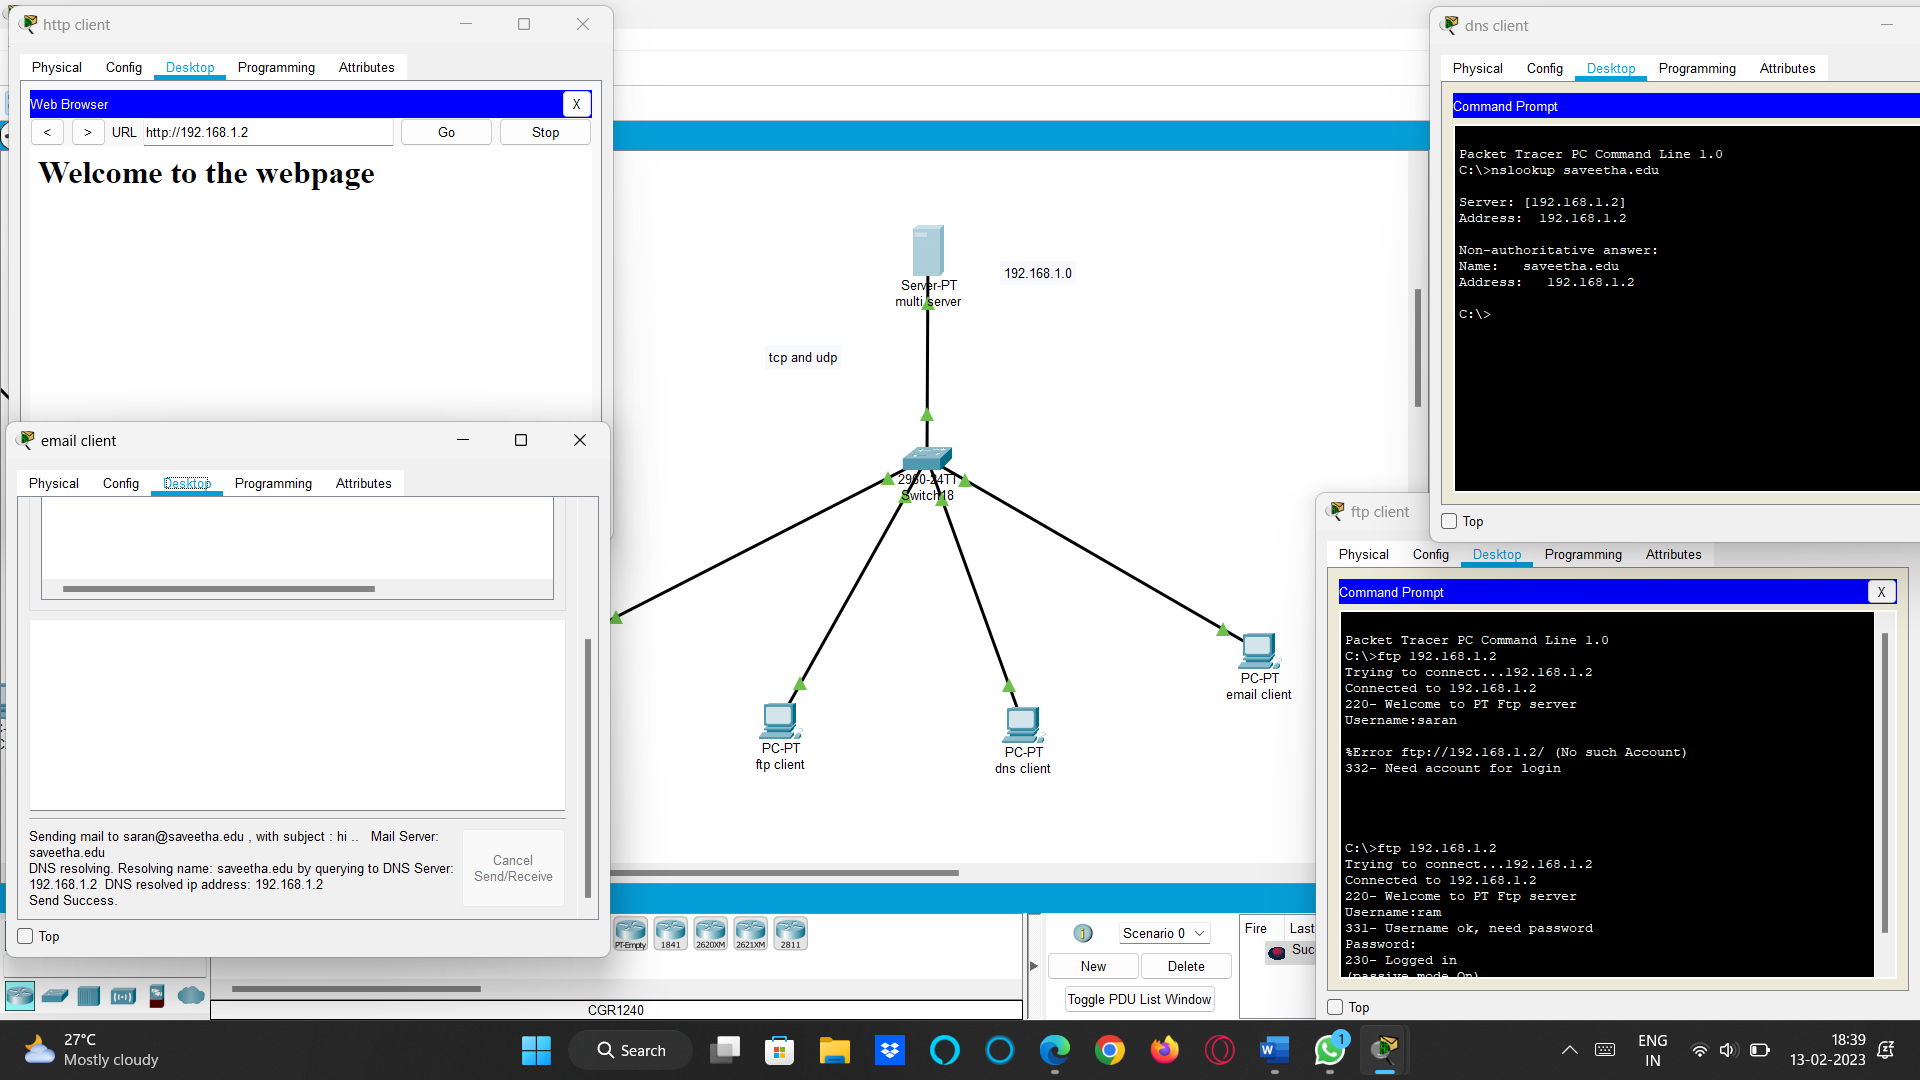 http client
Physical Config Desktop Programming Attributes
Web Browser X
< > URL http://192.168.1.2 Go Stop
Welcome to the webpage
email client
Physical Config Desktop Programming Attributes
Sending mail to saran@saveetha.edu , with subject : hi .. Mail Server:
saveetha.edu
DNS resolving. Resolving name: saveetha.edu by querying to DNS Server:
192.168.1.2 DNS resolved ip address: 192.168.1.2
Send Success.
Cancel
Send/Receive
Top
Server-PT
multi server
192.168.1.0
tcp and udp
2960-24TT
Switch18
PC-PT
ftp client
PC-PT
dns client
PC-PT
email client
dns client
Physical Config Desktop Programming Attributes
Command Prompt
Packet Tracer PC Command Line 1.0
C:\>nslookup saveetha.edu
Server: [192.168.1.2]
Address: 192.168.1.2
Non-authoritative answer:
Name: saveetha.edu
Address: 192.168.1.2
C:\>
Top
ftp client
Physical Config Desktop Programming Attributes
Command Prompt X
Packet Tracer PC Command Line 1.0
C:\>ftp 192.168.1.2
Trying to connect...192.168.1.2
Connected to 192.168.1.2
220- Welcome to PT Ftp server
Username:saran
%Error ftp://192.168.1.2/ (No such Account)
332- Need account for login
C:\>ftp 192.168.1.2
Trying to connect...192.168.1.2
Connected to 192.168.1.2
220- Welcome to PT Ftp server
Username:ram
331- Username ok, need password
Password:
230- Logged in
(passive mode On)
Top
PT-Empty 1841 2620XM 2621XM 2811
CGR1240
1 Scenario 0
New Delete
Toggle PDU List Window
Fire Last
Suc
27°C
Mostly cloudy
Search
1
ENG
IN
18:39
13-02-2023